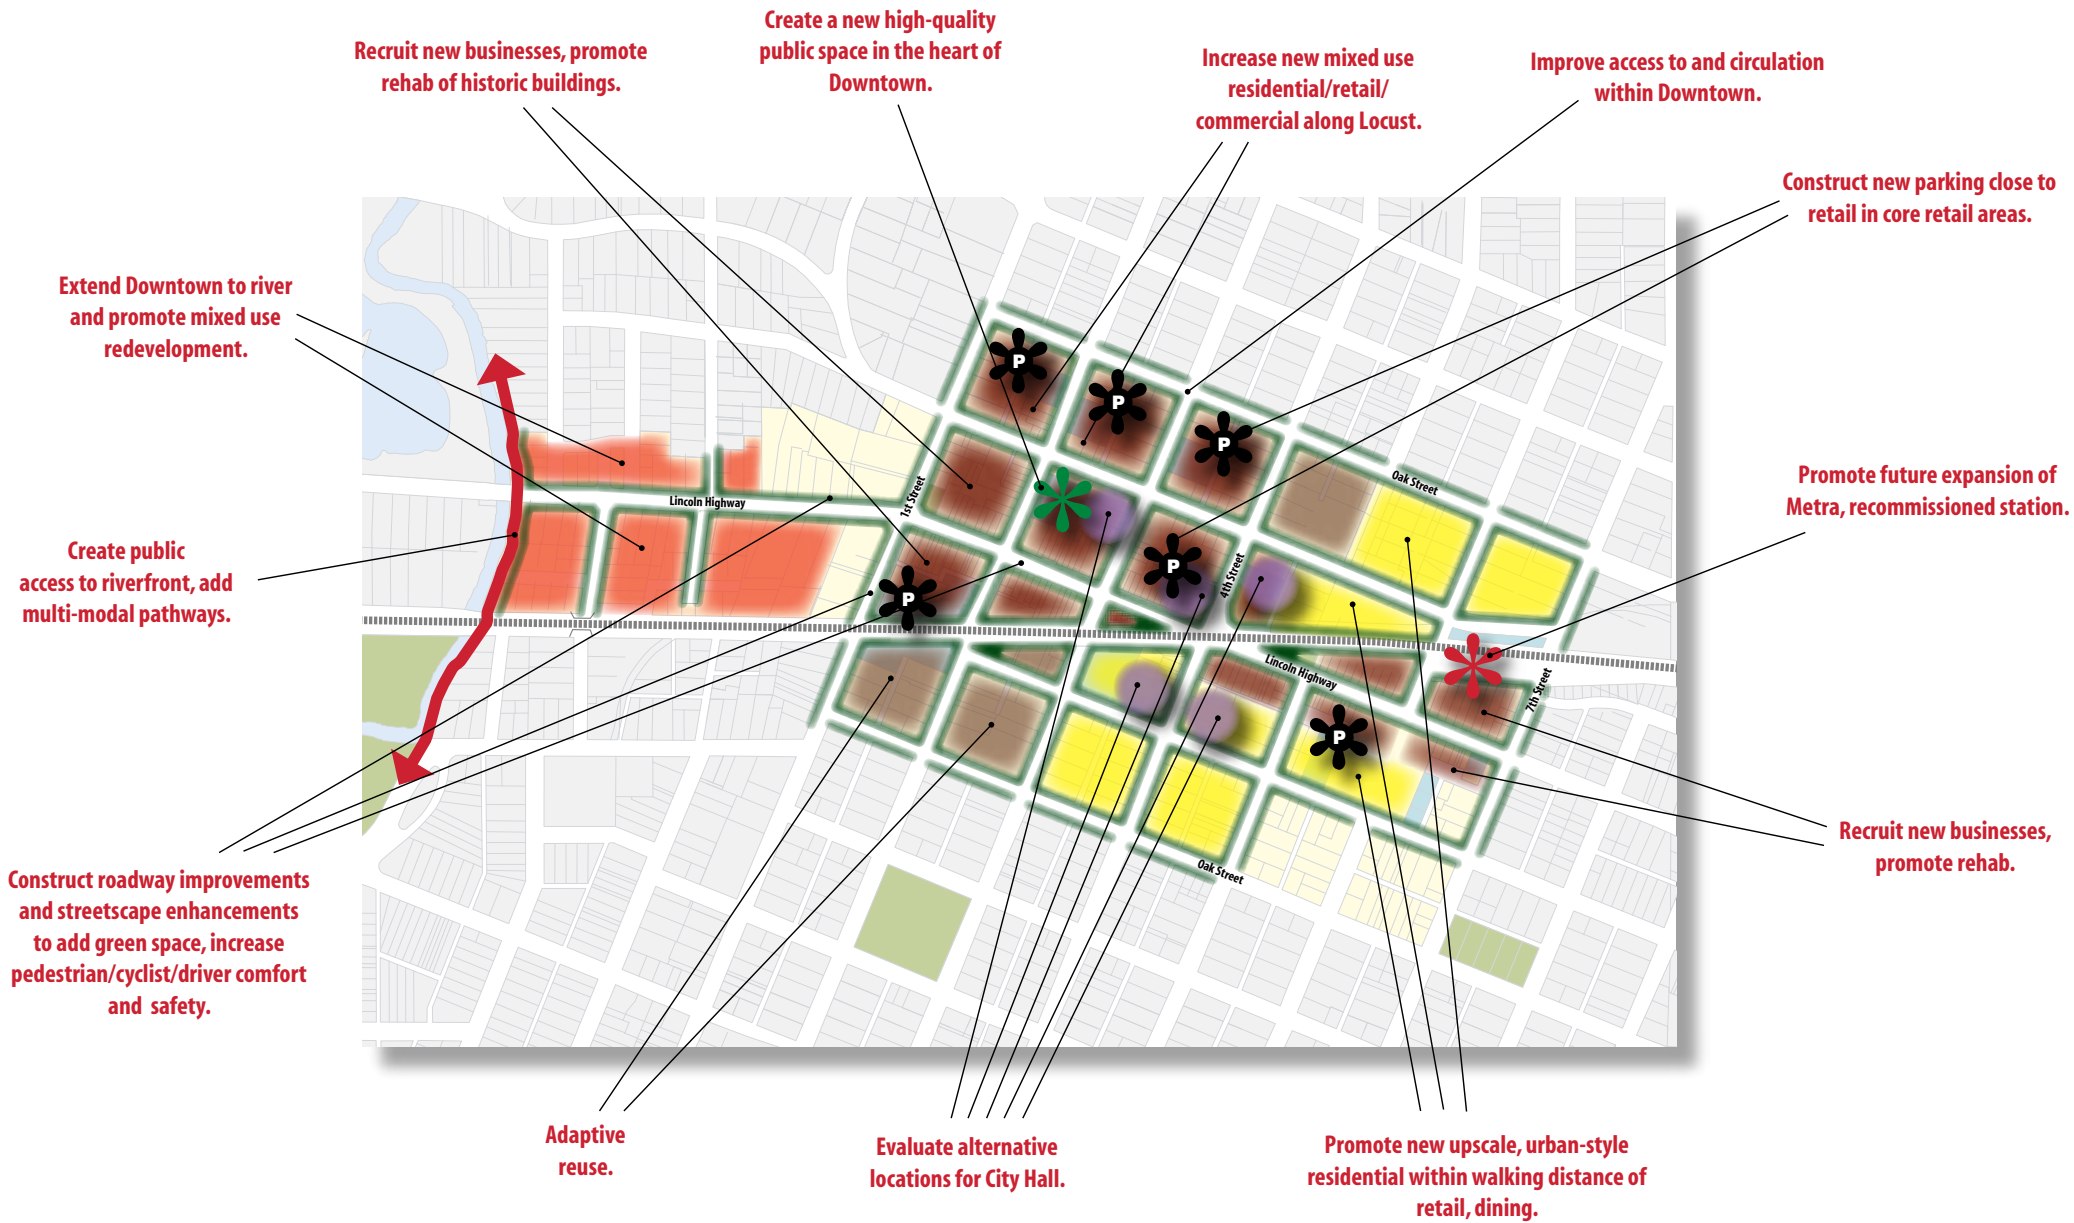 Create a new high-quality
public space in the heart of
Downtown.
Recruit new businesses, promote
rehab of historic buildings.
Increase new mixed use
residential/retail/
commercial along Locust.
Improve access to and circulation
within Downtown.
Construct new parking close to
retail in core retail areas.
Extend Downtown to river
and promote mixed use
redevelopment.
P
P
P
Oak Street
Promote future expansion of
Metra, recommissioned station.
Lincoln Highway
1st Street
Create public
access to riverfront, add
multi-modal pathways.
P
4th Street
P
Lincoln Highway
7th Street
P
Recruit new businesses,
promote rehab.
Oak Street
Construct roadway improvements
and streetscape enhancements
to add green space, increase
pedestrian/cyclist/driver comfort
and safety.
Adaptive
reuse.
Evaluate alternative
locations for City Hall.
Promote new upscale, urban-style
residential within walking distance of
retail, dining.